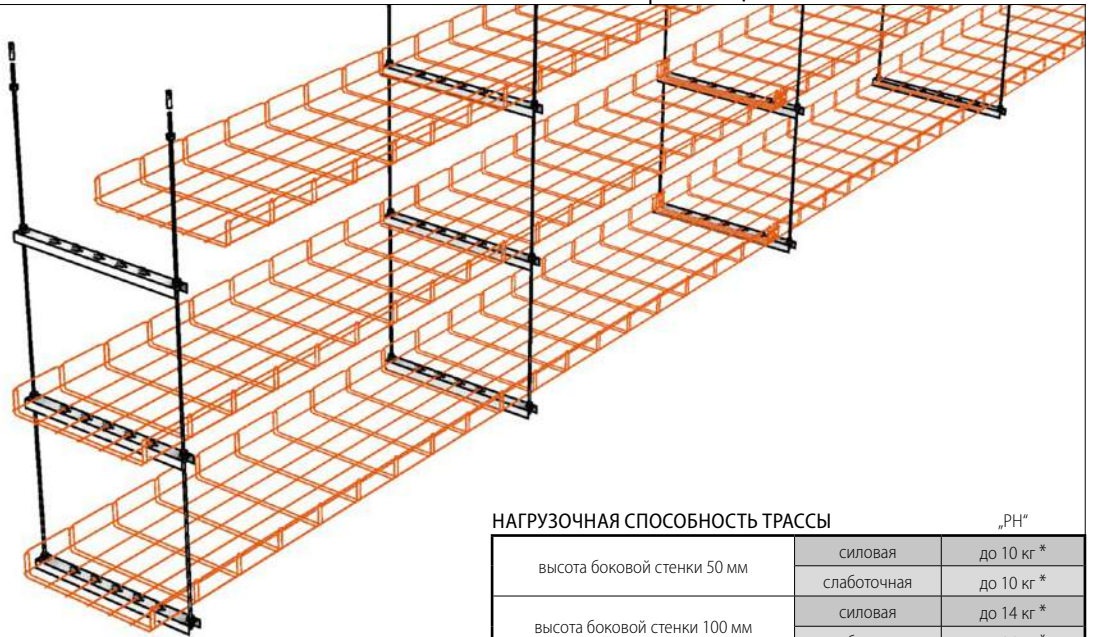 НАГРУЗОЧНАЯ СПОСОБНОСТЬ ТРАССЫ „PH“
высота боковой стенки 50 мм
силовая до 10 кг *
слаботочная до 10 кг *
высота боковой стенки 100 мм
силовая до 14 кг *